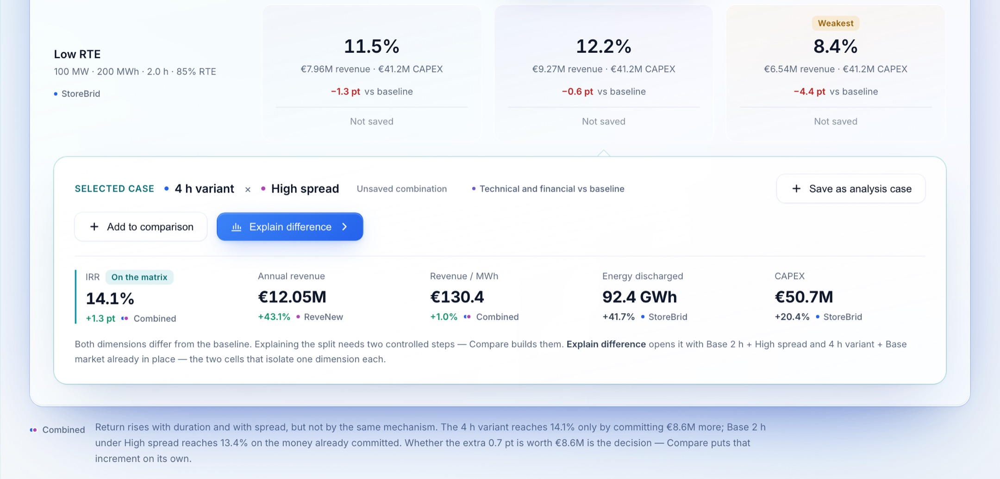 Low RTE
100 MW · 200 MWh · 2.0 h · 85% RTE
StoreBrid
11.5%
€7.96M revenue · €41.2M CAPEX
−1.3 pt vs baseline
Not saved
12.2%
€9.27M revenue · €41.2M CAPEX
−0.6 pt vs baseline
Not saved
Weakest
8.4%
€6.54M revenue · €41.2M CAPEX
−4.4 pt vs baseline
Not saved
SELECTED CASE • 4 h variant × • High spread Unsaved combination • Technical and financial vs baseline
+ Save as analysis case
+ Add to comparison
Explain difference
IRR On the matrix
14.1%
+1.3 pt Combined
Annual revenue
€12.05M
+43.1% • ReveNew
Revenue / MWh
€130.4
+1.0% Combined
Energy discharged
92.4 GWh
+41.7% • StoreBrid
CAPEX
€50.7M
+20.4% • StoreBrid
Both dimensions differ from the baseline. Explaining the split needs two controlled steps — Compare builds them. Explain difference opens it with Base 2 h + High spread and 4 h variant + Base
market already in place — the two cells that isolate one dimension each.
Combined
Return rises with duration and with spread, but not by the same mechanism. The 4 h variant reaches 14.1% only by committing €8.6M more; Base 2 h
under High spread reaches 13.4% on the money already committed. Whether the extra 0.7 pt is worth €8.6M is the decision — Compare puts that
increment on its own.